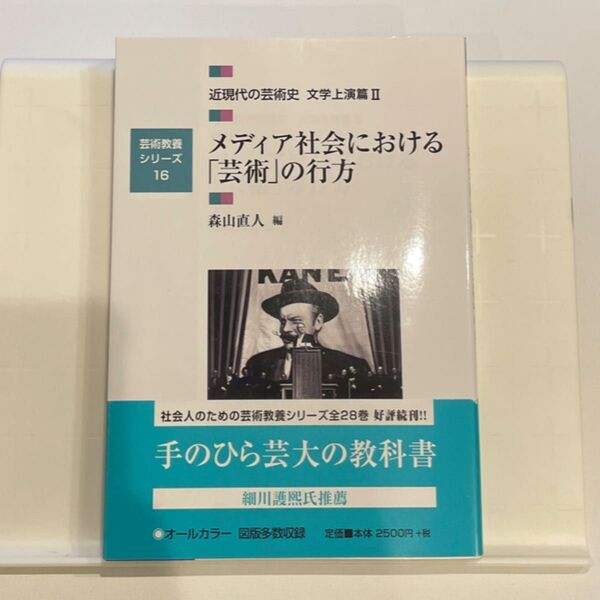 近現代の芸術史 文学上演篇Ⅱ
芸術教養
シリーズ
16
メディア社会における
「芸術」の行方
森山直人 編
KANE
社会人のための芸術教養シリーズ全28巻 好評続刊!!
手のひら芸大の教科書
細川護熙氏推薦
オールカラー 図版多数収録 定価■本体 2500円+税